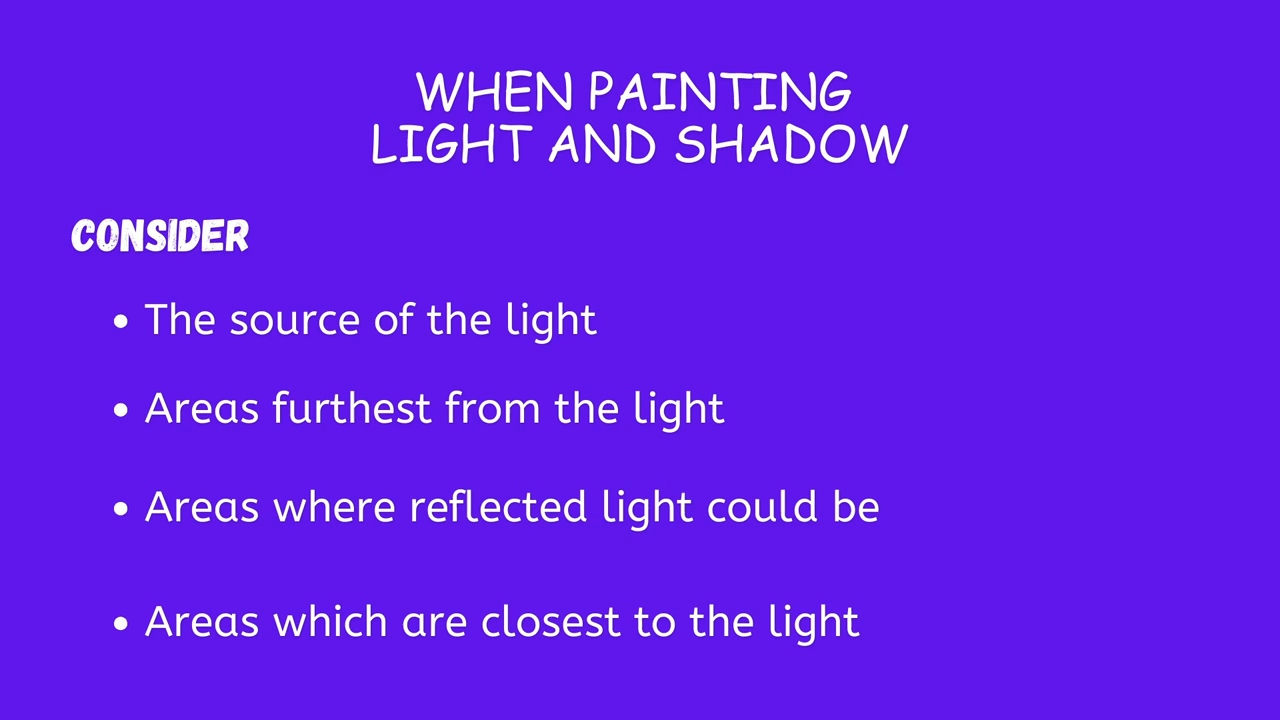 WHEN PAINTING
LIGHT AND SHADOW
CONSIDER
• The source of the light
• Areas furthest from the light
• Areas where reflected light could be
• Areas which are closest to the light